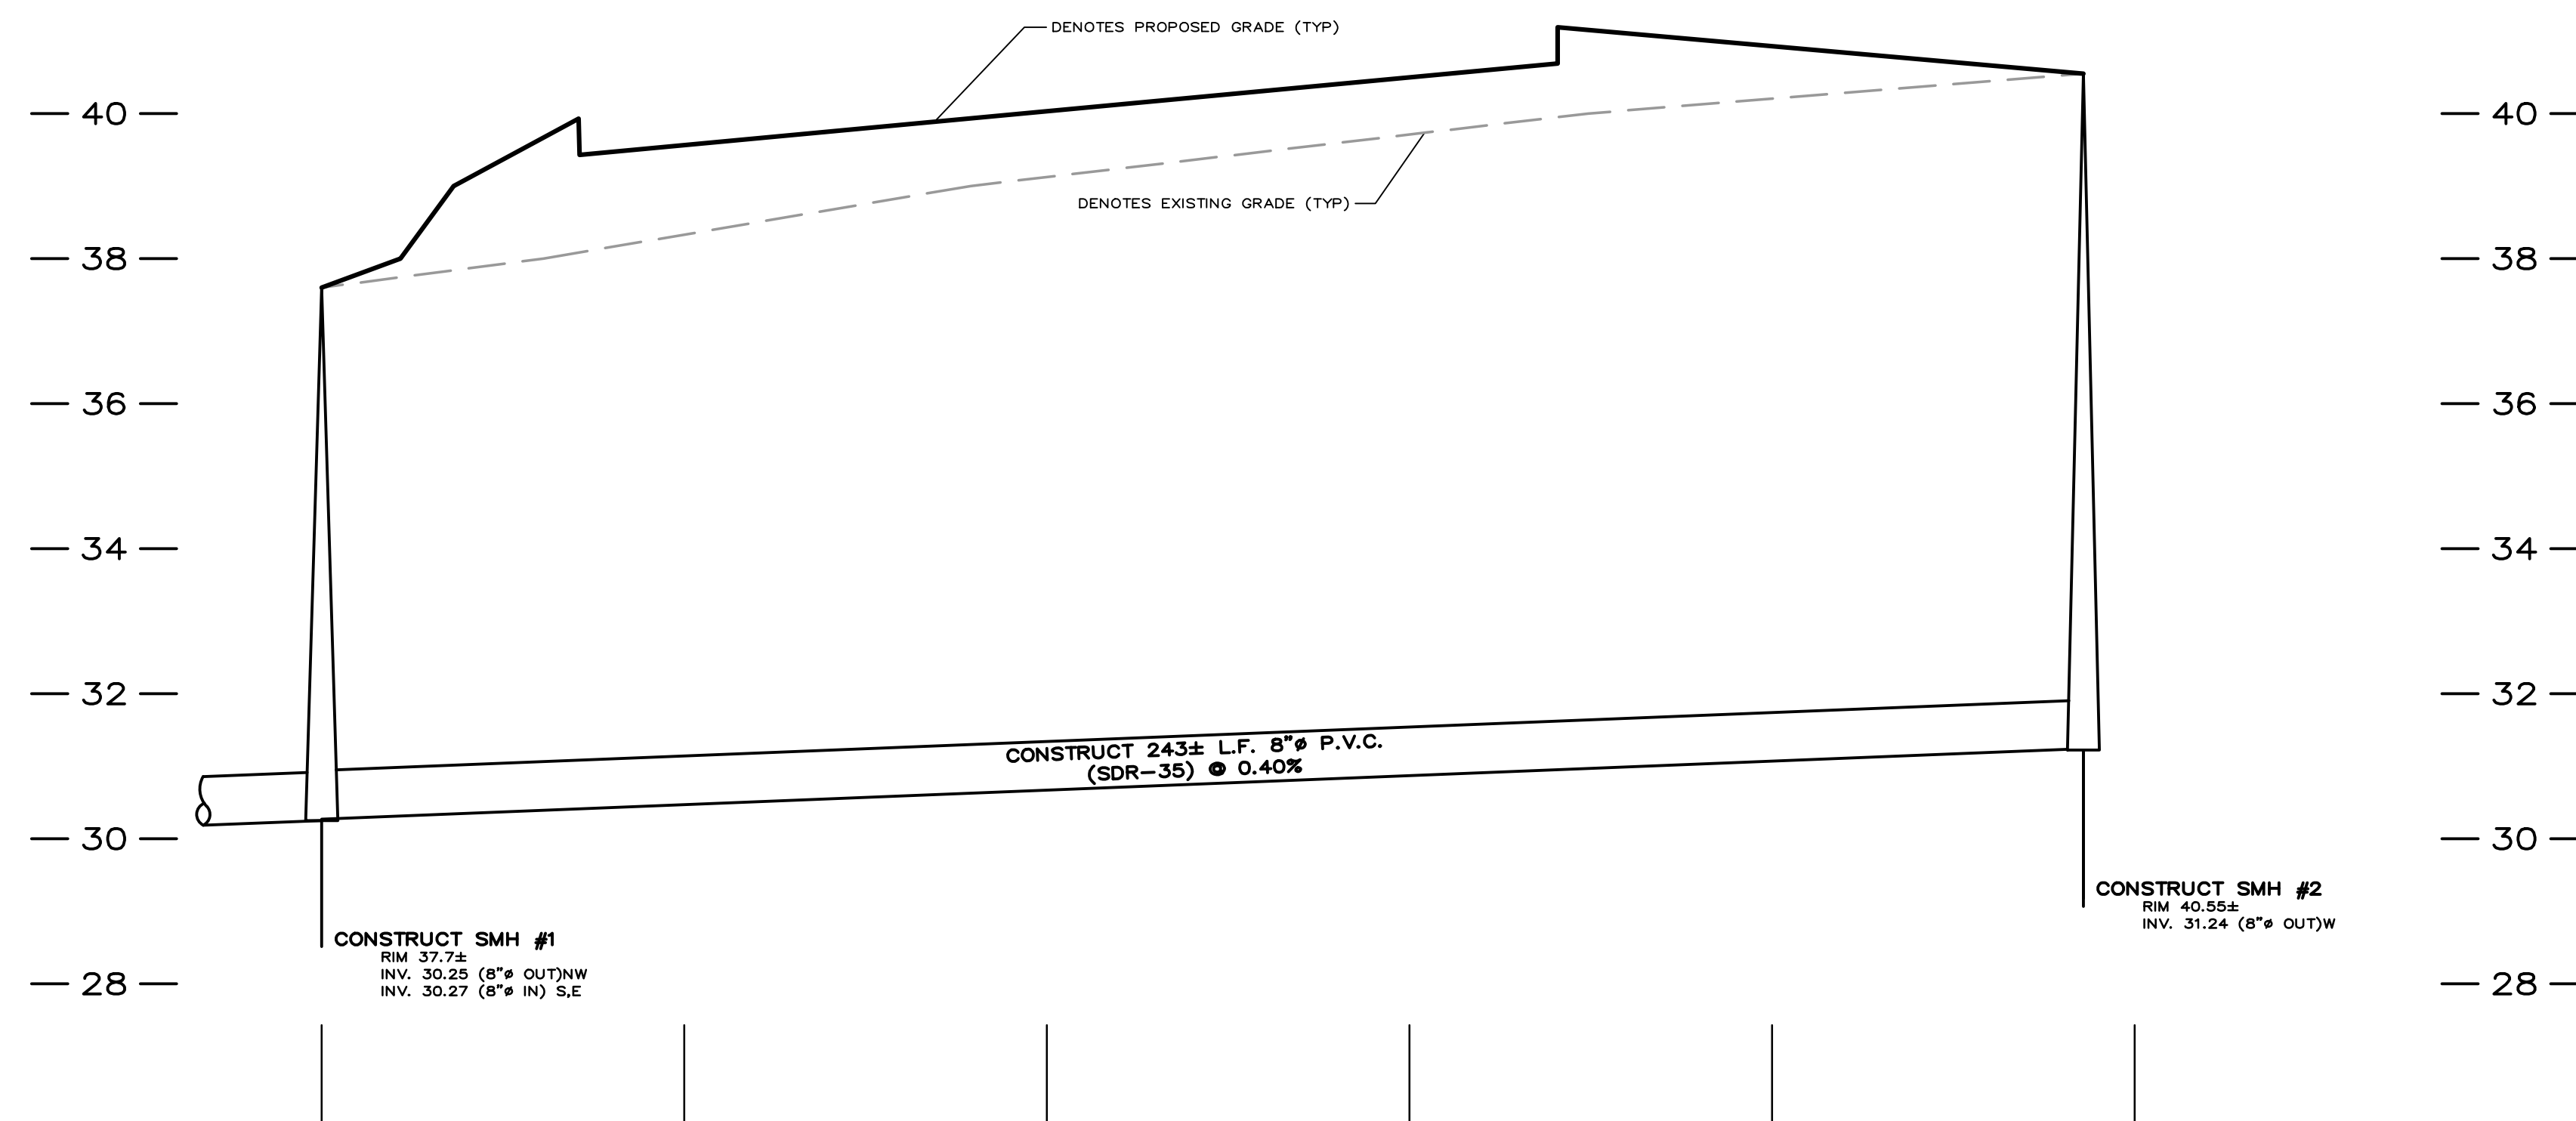 DENOTES PROPOSED GRADE (TYP)
40 40
DENOTES EXISTING GRADE (TYP)
38 38
36 36
34 34
32 32
CONSTRUCT 243± L.F. 8"ø P.V.C.
(SDR-35) @ 0.40%
30 30
CONSTRUCT SMH #2
RIM 40.55±
INV. 31.24 (8"ø OUT)W
CONSTRUCT SMH #1
RIM 37.7±
INV. 30.25 (8"ø OUT)NW
INV. 30.27 (8"ø IN) S,E
28 28